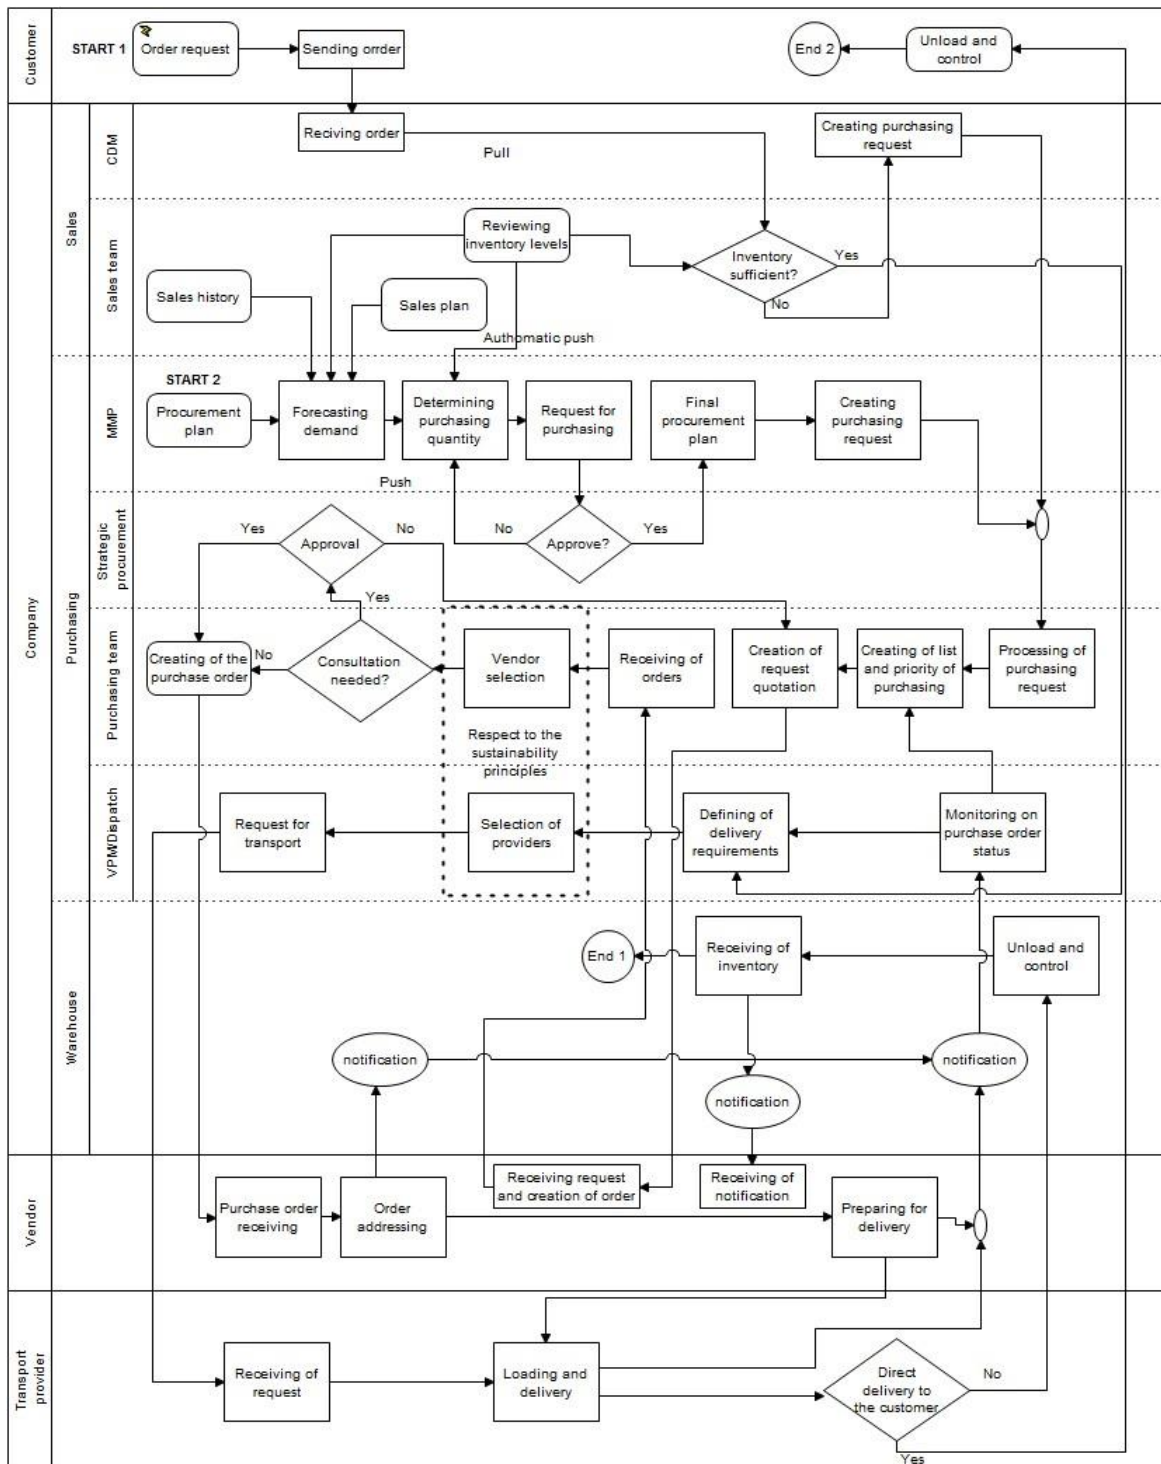 Customer
START 1
Order request
Sending orrder
End 2
Unload and
control
Company
Sales
CDM
Reciving order
Pull
Creating purchasing
request
Sales team
Reviewing
inventory levels
Inventory
sufficient?
Yes
No
Sales history
Sales plan
Authomatic push
Purchasing
MMP
START 2
Procurement
plan
Forecasting
demand
Determining
purchasing
quantity
Request for
purchasing
Final
procurement
plan
Creating
purchasing
request
Push
Strategic
procurement
Yes
Approval
No
No
Approve?
Yes
Yes
Purchasing team
Creating of the
purchase order
No
Consultation
needed?
Vendor
selection
Receiving of
orders
Creation of
request
quotation
Creating of list
and priority of
purchasing
Processing of
purchasing
request
Respect to the
sustainability
principles
VPM/Dispatch
Request for
transport
Selection of
providers
Defining of
delivery
requirements
Monitoring on
purchase order
status
Warehouse
End 1
Receiving of
inventory
Unload and
control
notification
notification
notification
Vendor
Purchase order
receiving
Order
addressing
Receiving request
and creation of order
Receiving of
notification
Preparing for
delivery
Transport
provider
Receiving of
request
Loading and
delivery
Direct
delivery to
the customer
No
Yes